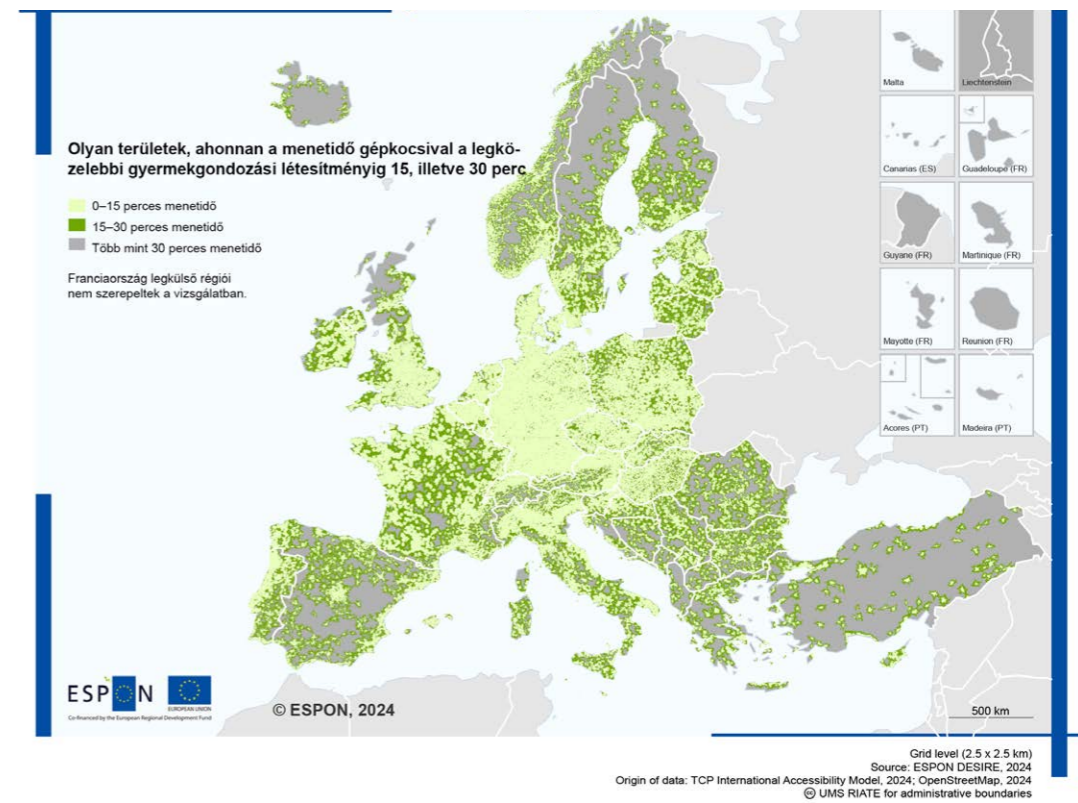 Malta
Liechtenstein
Olyan területek, ahonnan a menetidő gépkocsival a legkö-
zelebbi gyermekgondozási létesítményig 15, illetve 30 perc
0–15 perces menetidő
15–30 perces menetidő
Több mint 30 perces menetidő
Franciaország legkülső régiói
nem szerepeltek a vizsgálatban.
Canarias (ES)
Guadeloupe (FR)
Guyane (FR)
Martinique (FR)
Mayotte (FR)
Reunion (FR)
Acores (PT)
Madeira (PT)
ESPON
EUROPEAN UNION
Co-financed by the European Regional Development Fund
© ESPON, 2024
500 km
Grid level (2.5 x 2.5 km)
Source: ESPON DESIRE, 2024
Origin of data: TCP International Accessibility Model, 2024; OpenStreetMap, 2024
© UMS RIATE for administrative boundaries